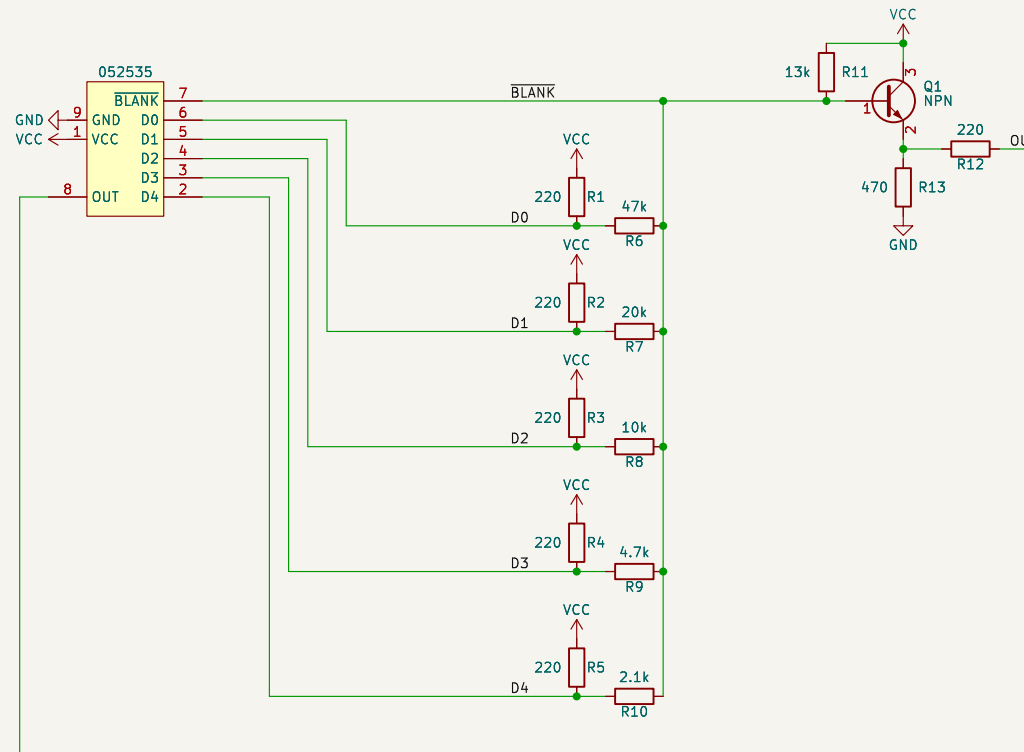 VCC
13k R11
3
Q1
NPN
1
2
220
R12
OU
470 R13
GND
052535
BLANK 7
GND 9 GND D0 6
VCC 1 VCC D1 5
D2 4
D3 3
8 OUT D4 2
BLANK
VCC
220 R1
47k
D0
R6
VCC
220 R2
20k
D1
R7
VCC
220 R3
10k
D2
R8
VCC
220 R4
4.7k
D3
R9
VCC
220 R5
2.1k
D4
R10